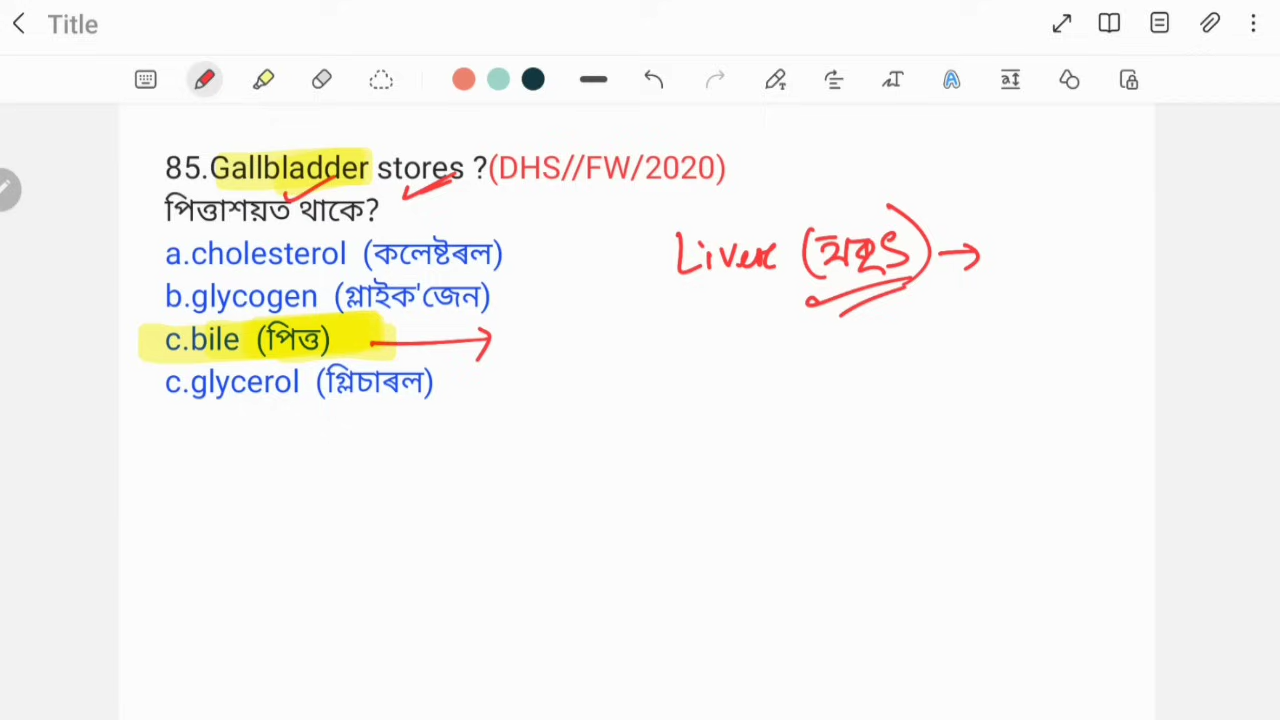 Title
85.Gallbladder stores ?(DHS//FW/2020)
পিত্তাশয়ত থাকে?
a.cholesterol (কলেষ্টৰল)
b.glycogen (গ্লাইক'জেন)
c.bile (পিত্ত)
c.glycerol (গ্লিচাৰল)
Liver (যকৃৎ)